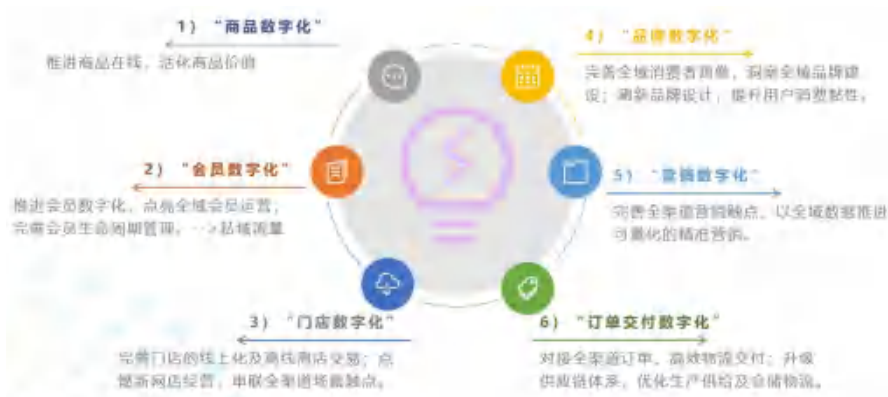 1) “商品数字化”
推进商品在线，活化商品价值
2) “会员数字化”
推进会员数字化，点亮全域会员运营；
完善会员生命周期管理，-->私域流量
3) “门店数字化”
完善门店的线上化及离线商店交易；点
燃新网店经营，串联全渠道场景触点。
4) “品牌数字化”
完善全域消费者画像，洞察全域品牌建
设；刷新品牌设计，提升用户消费黏性。
5) “营销数字化”
完善全渠道营销触点，以全域数据推进
可量化的精准营销。
6) “订单交付数字化”
对接全渠道订单，高效物流交付；升级
供应链体系，优化生产供给及仓储物流。